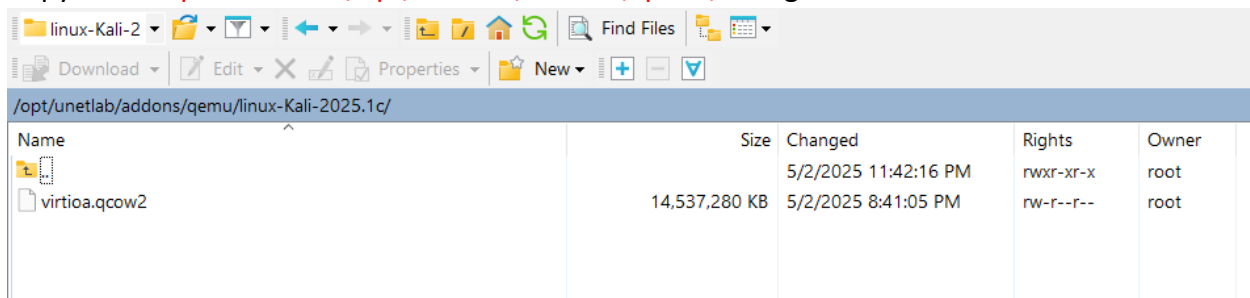 linux-Kali-2
Find Files
Download Edit Properties New
/opt/unetlab/addons/qemu/linux-Kali-2025.1c/
Name Size Changed Rights Owner
.. 5/2/2025 11:42:16 PM rwxr-xr-x root
virtioa.qcow2 14,537,280 KB 5/2/2025 8:41:05 PM rw-r--r-- root